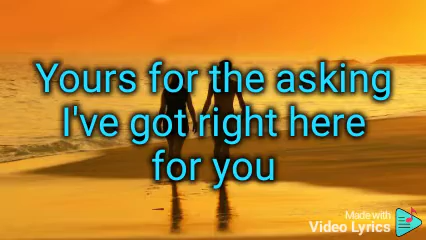 Yours for the asking
I've got right here
for you
Made with
Video Lyrics